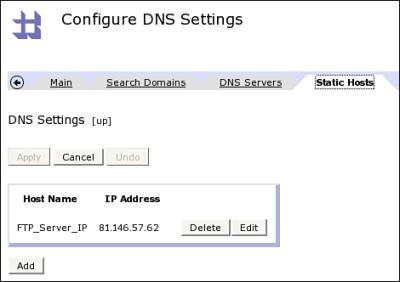 Configure DNS Settings
Main Search Domains DNS Servers Static Hosts
DNS Settings [up]
Apply Cancel Undo
Host Name IP Address
FTP_Server_IP 81.146.57.62 Delete Edit
Add